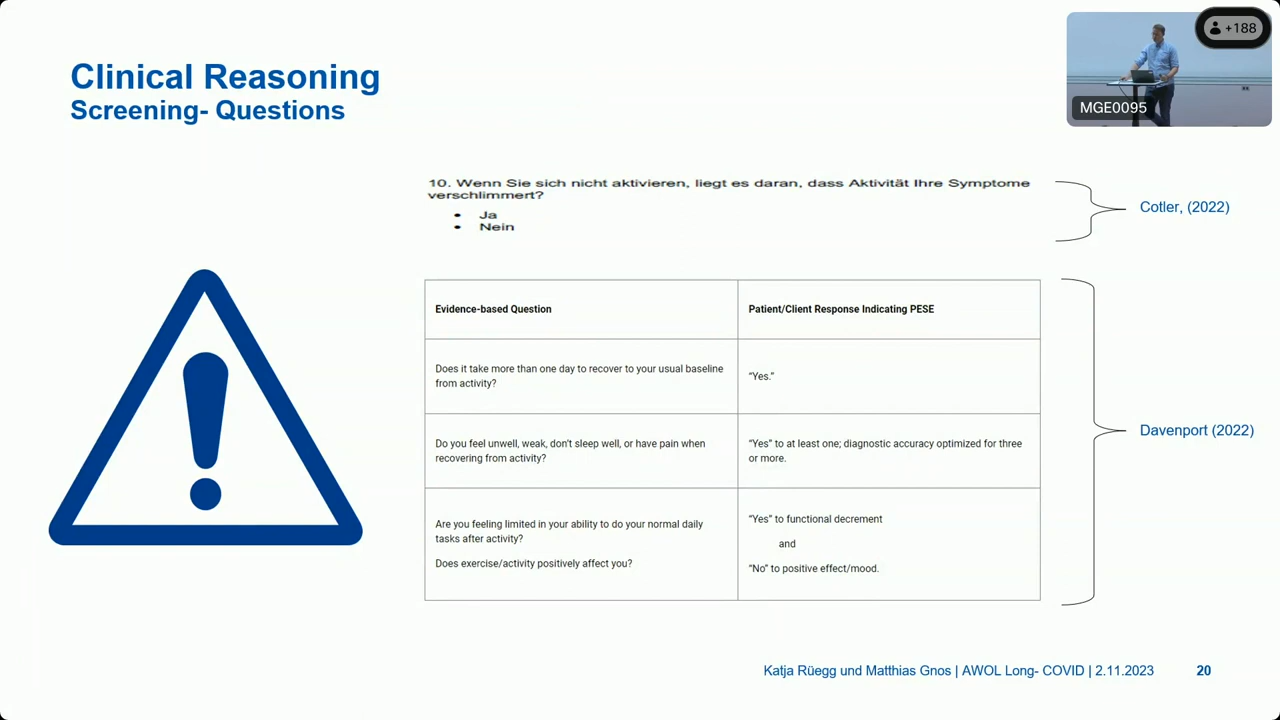 Clinical Reasoning
Screening- Questions
+188
MGE0095
10. Wenn Sie sich nicht aktivieren, liegt es daran, dass Aktivität Ihre Symptome
verschlimmert?
• Ja
• Nein
Cotler, (2022)
Evidence-based Question
Patient/Client Response Indicating PESE
Does it take more than one day to recover to your usual baseline
from activity?
“Yes.”
Do you feel unwell, weak, don't sleep well, or have pain when
recovering from activity?
“Yes” to at least one; diagnostic accuracy optimized for three
or more.
Are you feeling limited in your ability to do your normal daily
tasks after activity?
Does exercise/activity positively affect you?
“Yes” to functional decrement
and
“No” to positive effect/mood.
Davenport (2022)
Katja Rüegg und Matthias Gnos | AWOL Long- COVID | 2.11.2023
20